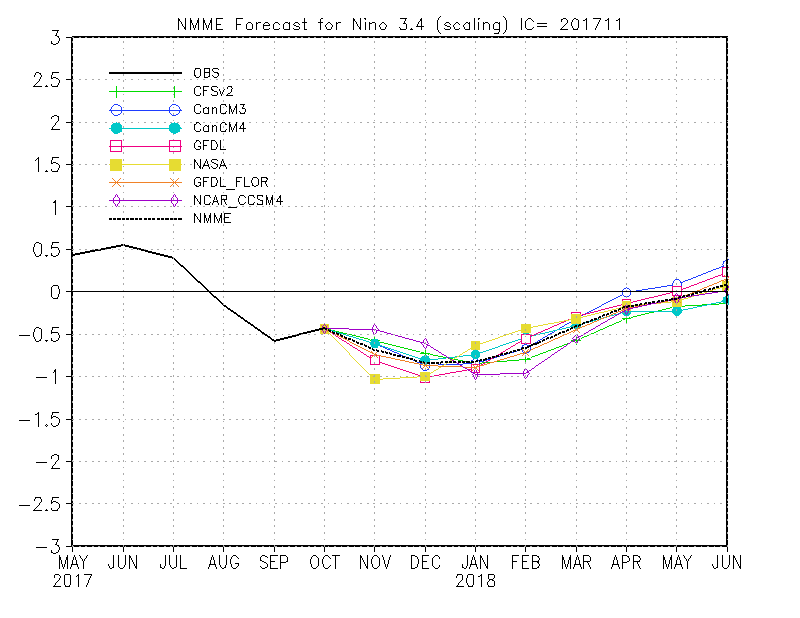 NMME Forecast for Nino 3.4 (scaling) IC= 201711
3
2.5
2
1.5
1
0.5
0
−0.5
−1
−1.5
−2
−2.5
−3
OBS
CFSv2
CanCM3
CanCM4
GFDL
NASA
GFDL_FLOR
NCAR_CCSM4
NMME
MAY JUN JUL AUG SEP OCT NOV DEC JAN FEB MAR APR MAY JUN
2017 2018